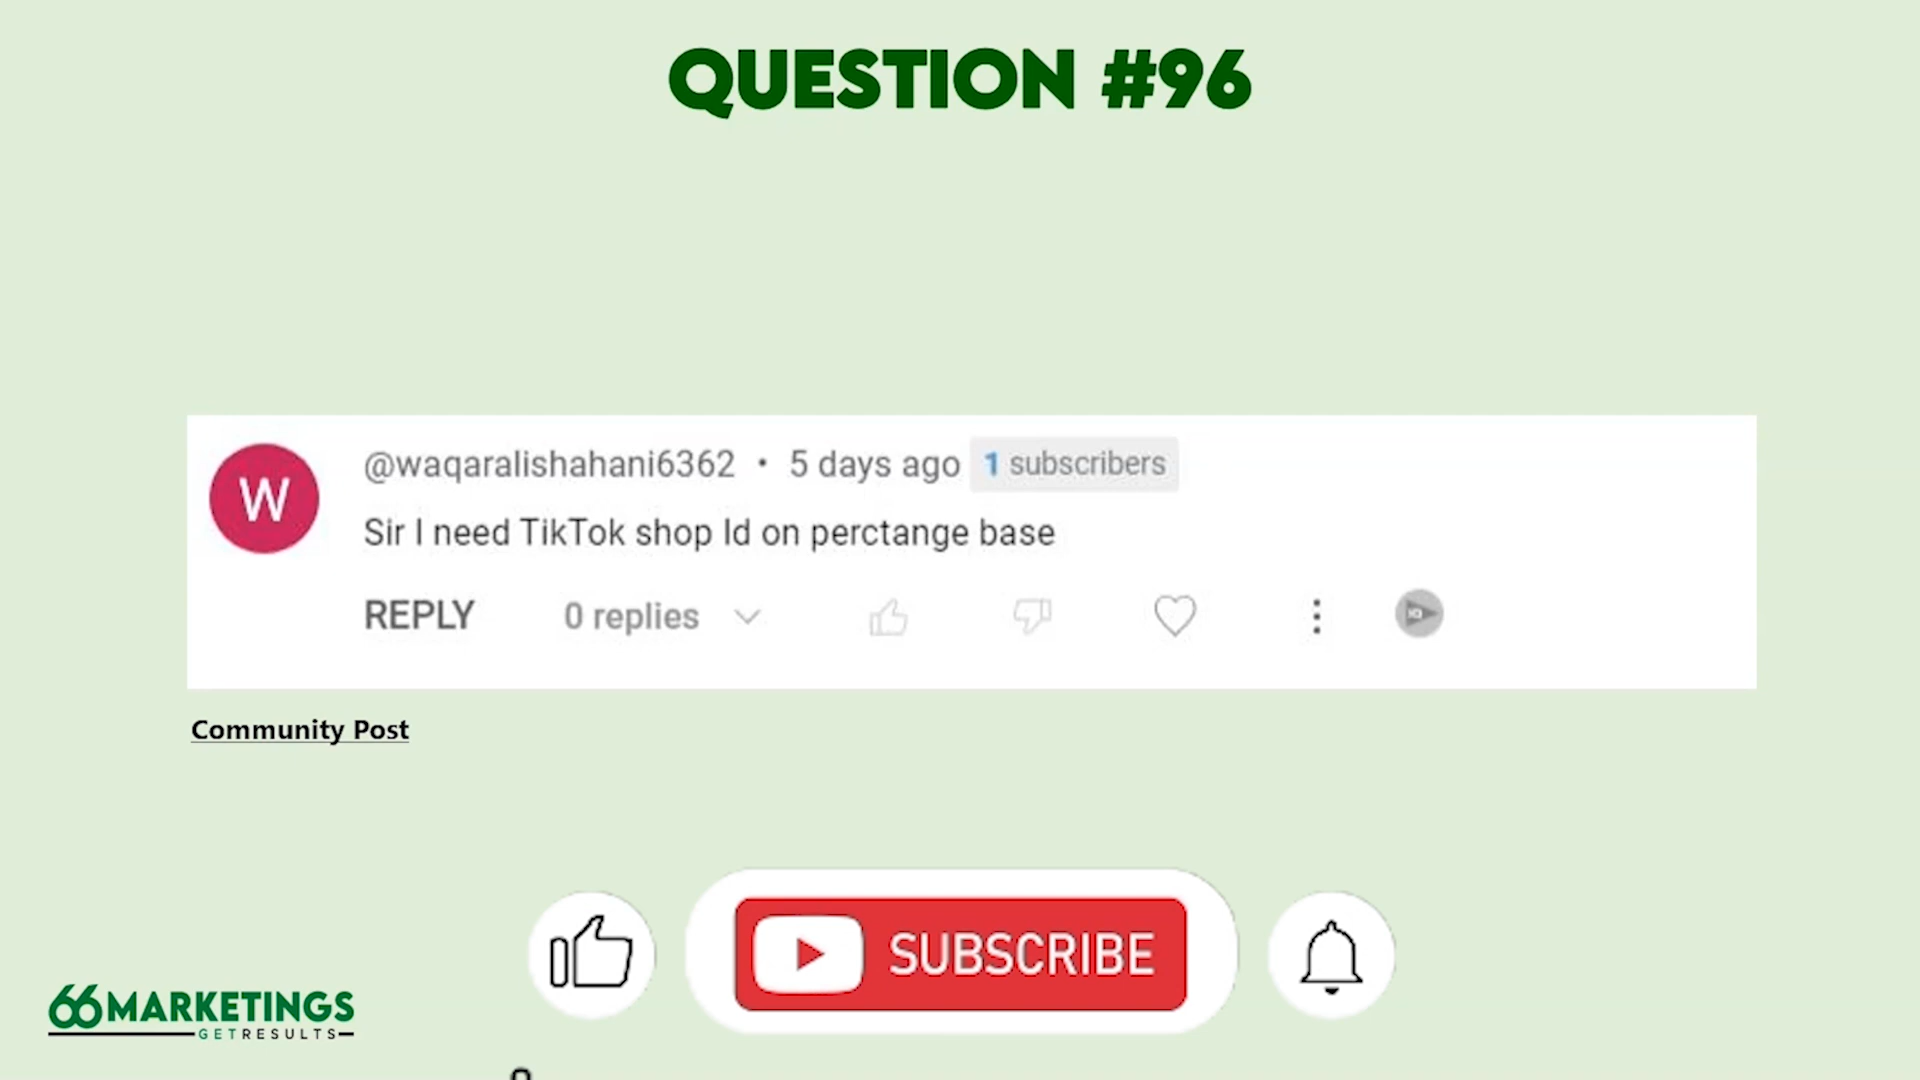 QUESTION #96
W
@waqaralishahani6362 • 5 days ago 1 subscribers
Sir I need TikTok shop Id on perctange base
REPLY 0 replies
Community Post
SUBSCRIBE
66MARKETINGS
GETRESULTS